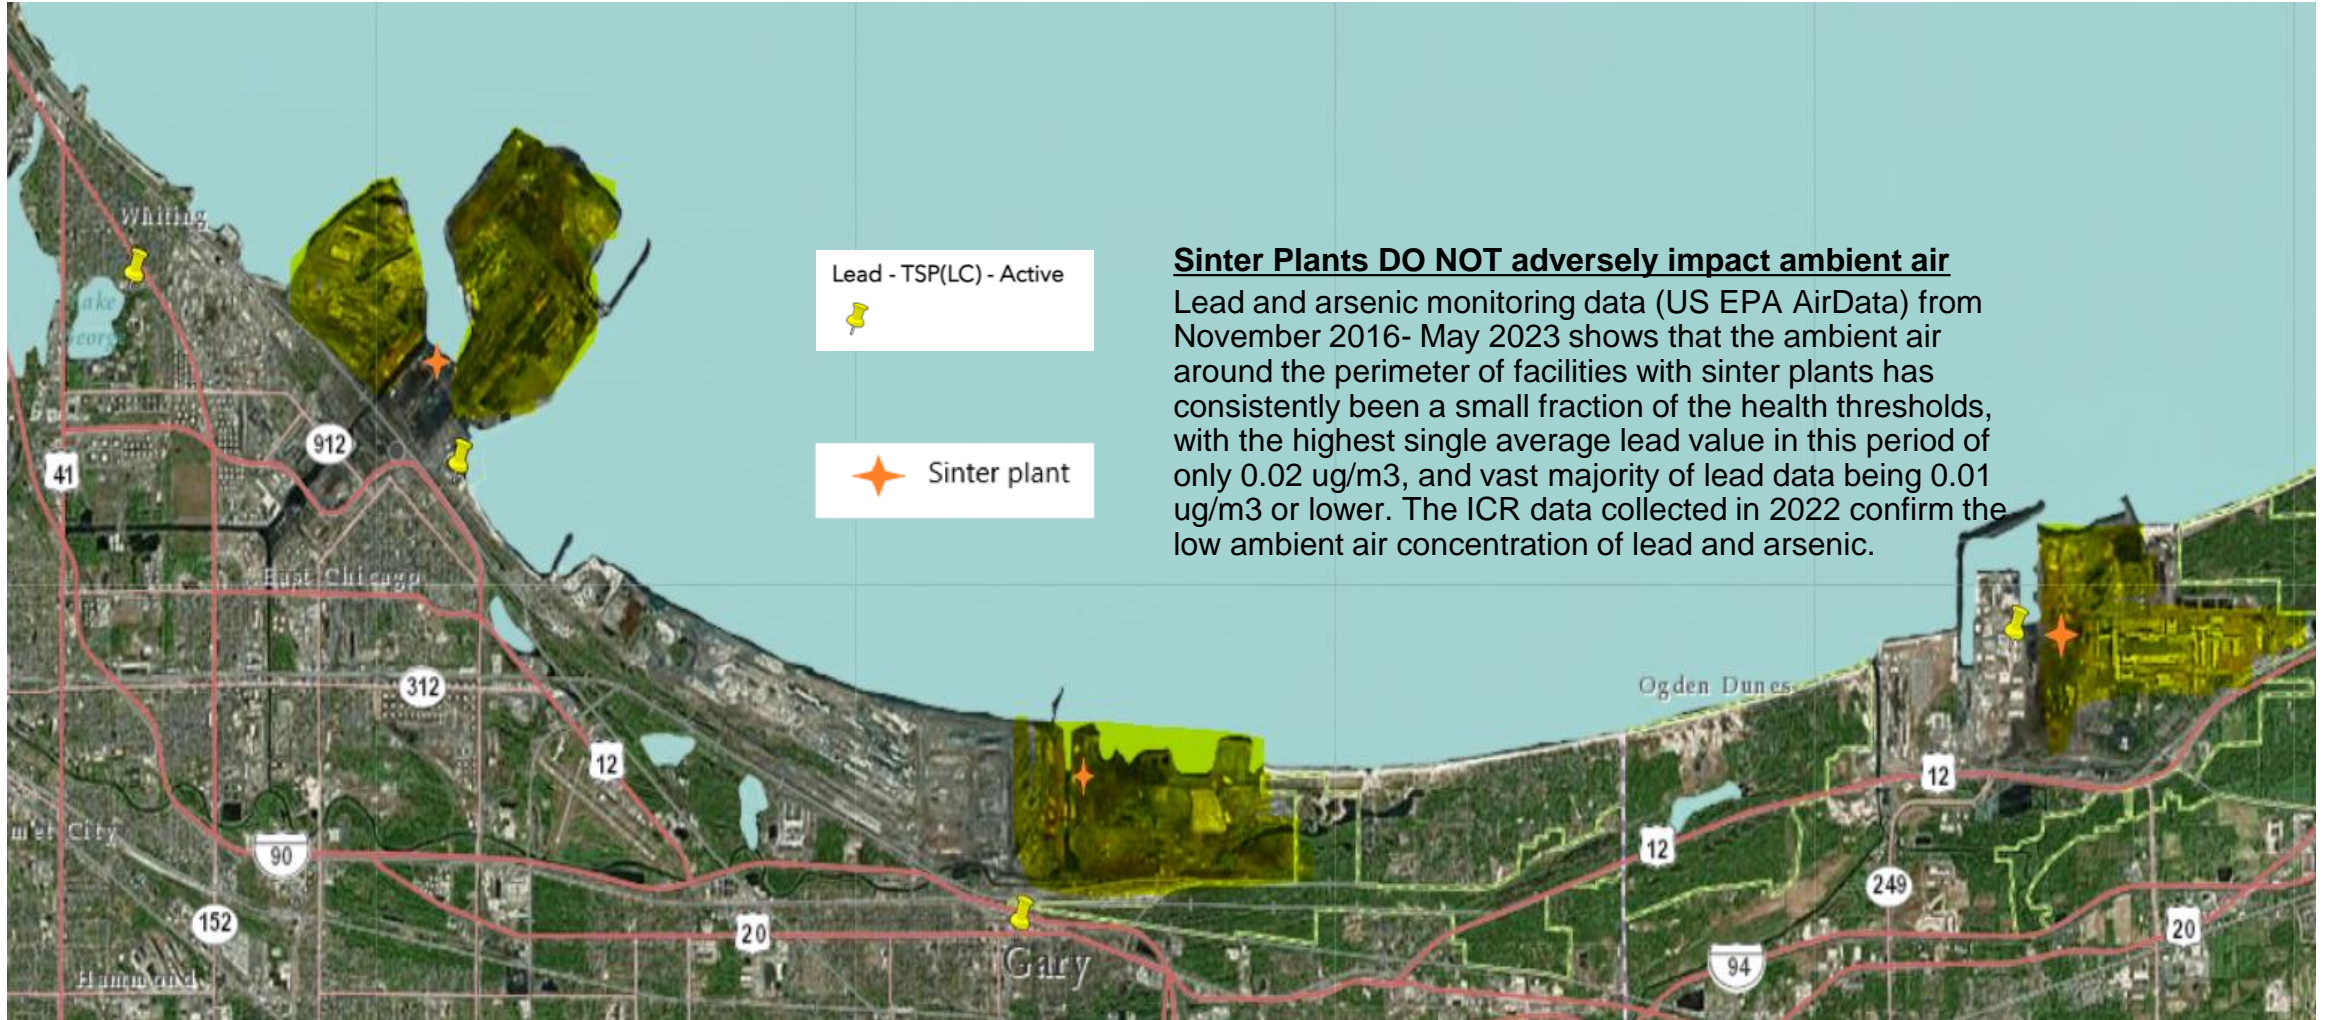 Whiting
Lake
George
Lead - TSP(LC) - Active
Sinter plant
Sinter Plants DO NOT adversely impact ambient air
Lead and arsenic monitoring data (US EPA AirData) from
November 2016- May 2023 shows that the ambient air
around the perimeter of facilities with sinter plants has
consistently been a small fraction of the health thresholds,
with the highest single average lead value in this period of
only 0.02 ug/m3, and vast majority of lead data being 0.01
ug/m3 or lower. The ICR data collected in 2022 confirm the
low ambient air concentration of lead and arsenic.
912
41
East Chicago
312
Ogden Dunes
12
12
12
met City
90
249
152
20
20
Gary
94
Hammond